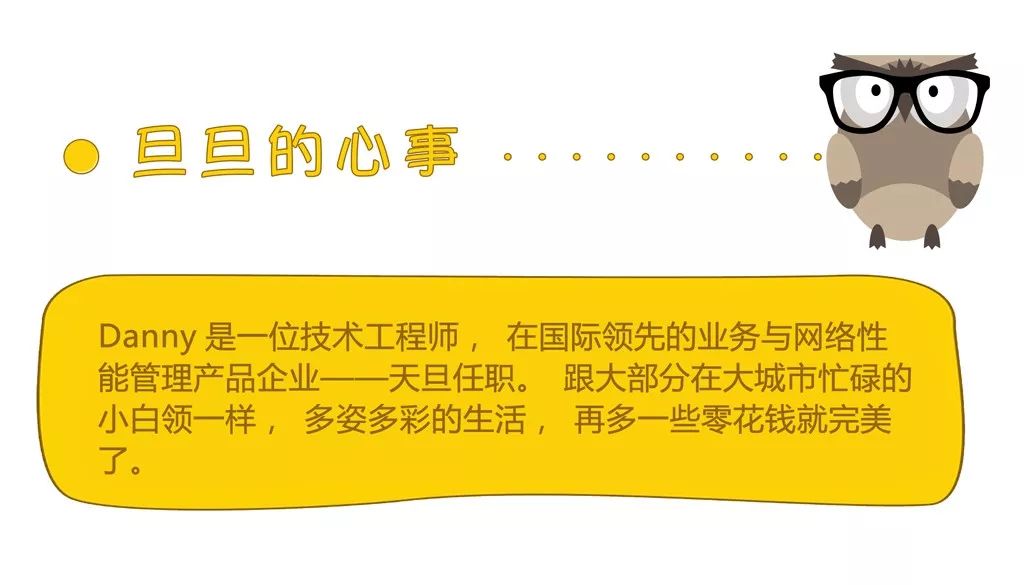 旦旦的心事
Danny 是一位技术工程师， 在国际领先的业务与网络性
能管理产品企业——天旦任职。 跟大部分在大城市忙碌的
小白领一样， 多姿多彩的生活， 再多一些零花钱就完美
了。